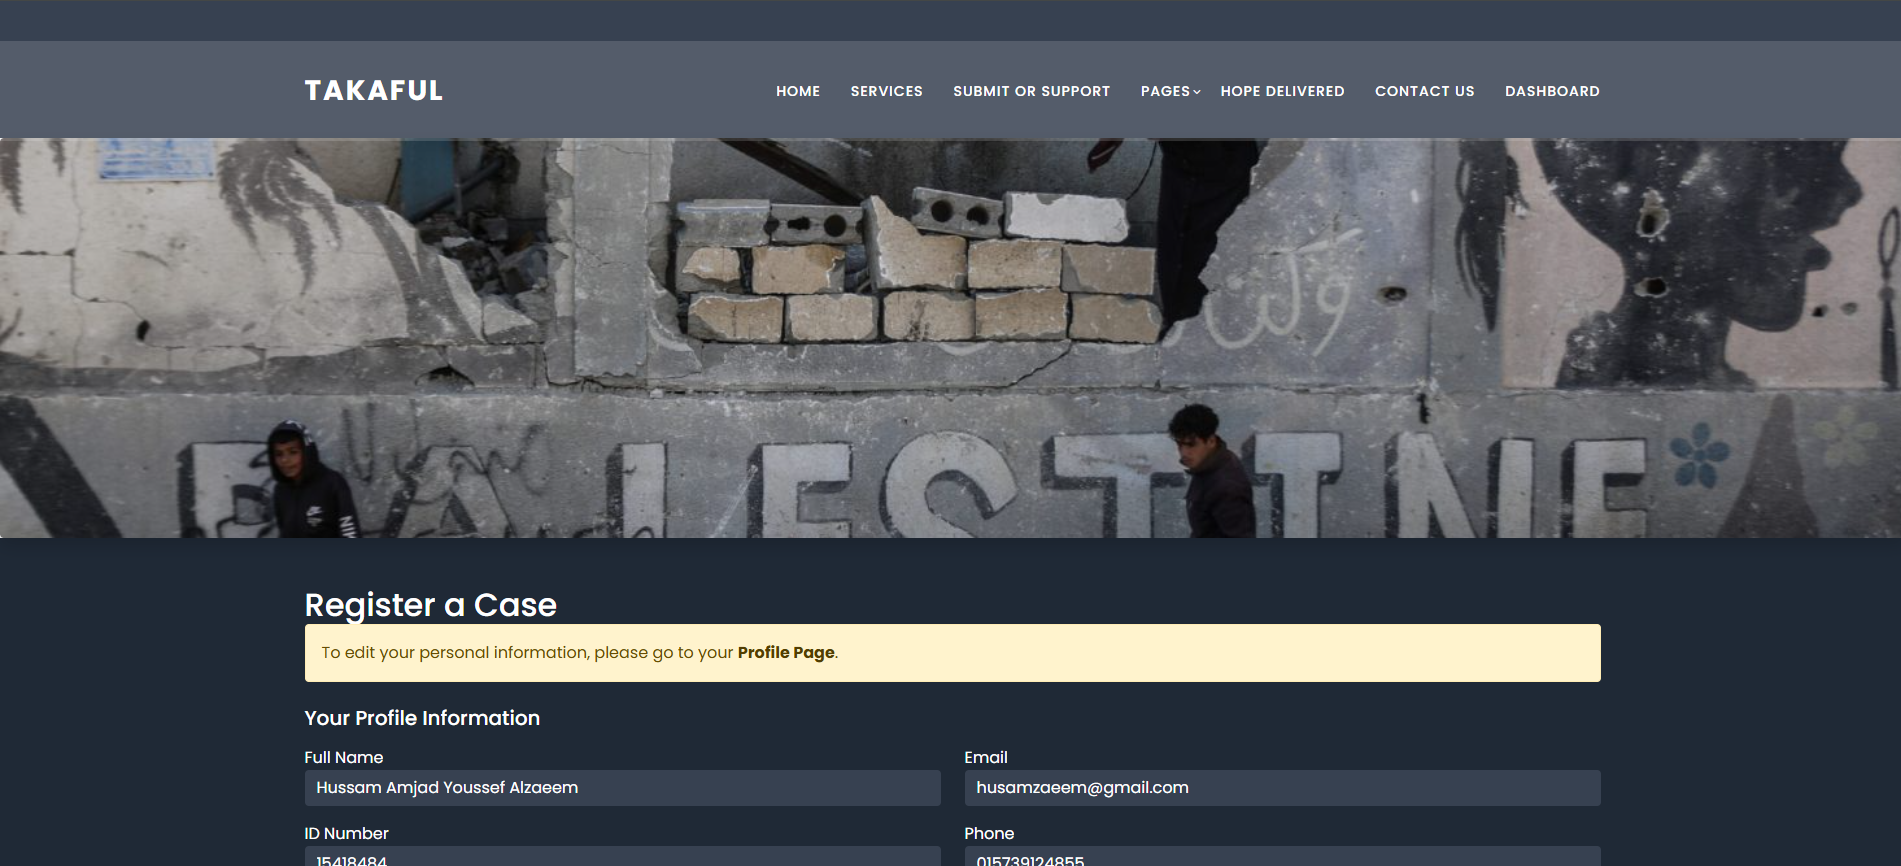 TAKAFUL
HOME SERVICES SUBMIT OR SUPPORT PAGES HOPE DELIVERED CONTACT US DASHBOARD
PALESTINE
Register a Case
To edit your personal information, please go to your Profile Page.
Your Profile Information
Full Name Email
Hussam Amjad Youssef Alzaeem husamzaeem@gmail.com
ID Number Phone
15418484 015739124855